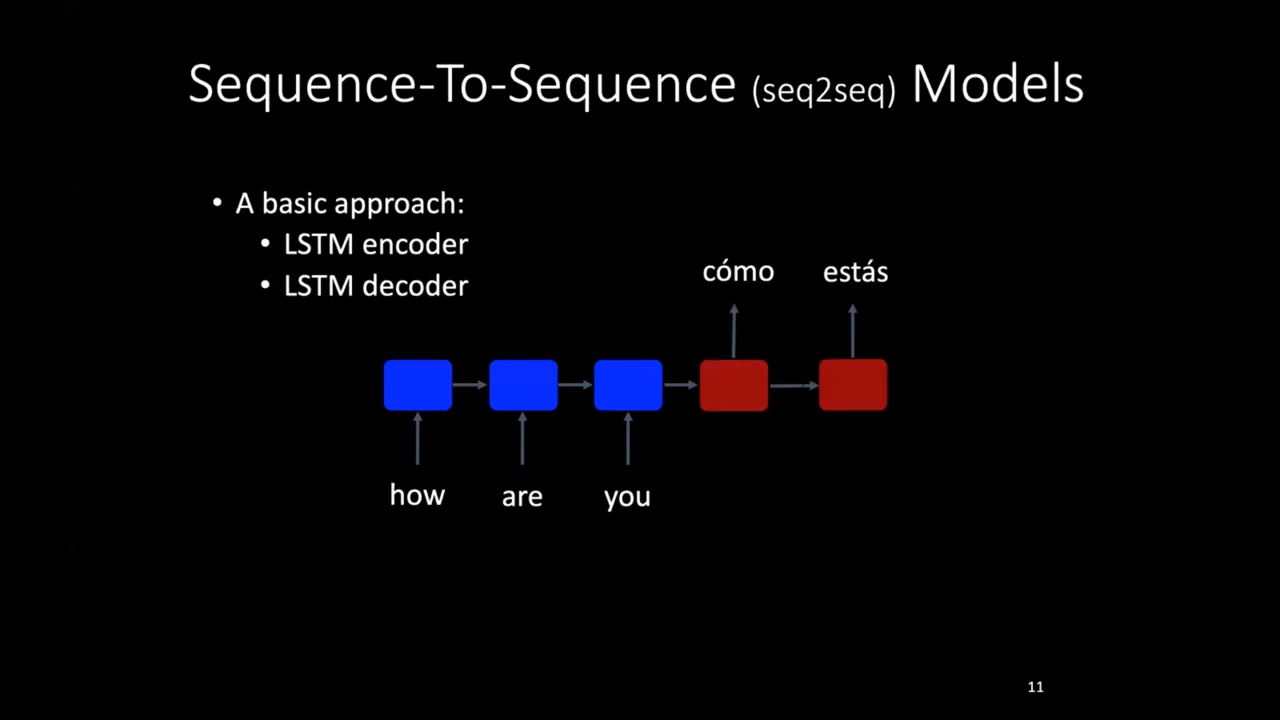 Sequence-To-Sequence (seq2seq) Models
• A basic approach:
• LSTM encoder
• LSTM decoder
cómo estás
how are you
11